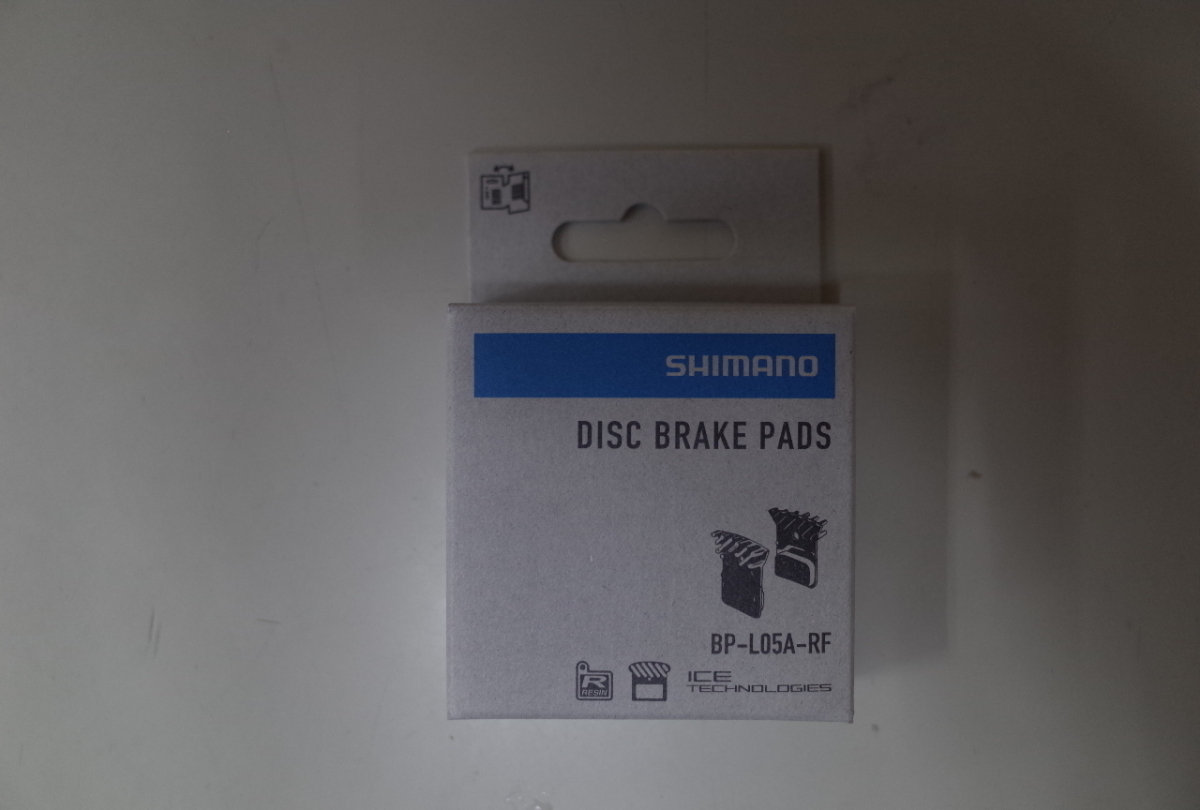 SHIMANO
DISC BRAKE PADS
BP-L05A-RF
R
RESIN
ICE
TECHNOLOGIES